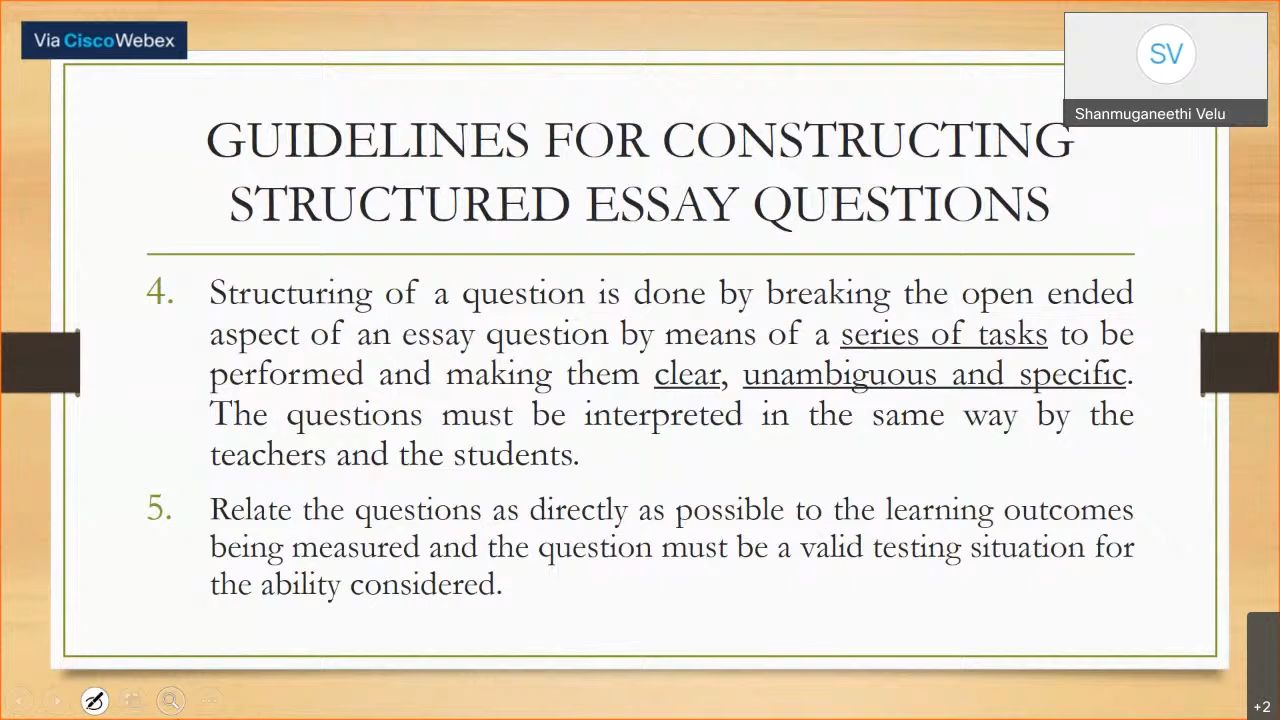 Via CiscoWebex
SV
Shanmuganeethi Velu
GUIDELINES FOR CONSTRUCTING
STRUCTURED ESSAY QUESTIONS
4. Structuring of a question is done by breaking the open ended
aspect of an essay question by means of a series of tasks to be
performed and making them clear, unambiguous and specific.
The questions must be interpreted in the same way by the
teachers and the students.
5. Relate the questions as directly as possible to the learning outcomes
being measured and the question must be a valid testing situation for
the ability considered.
+2